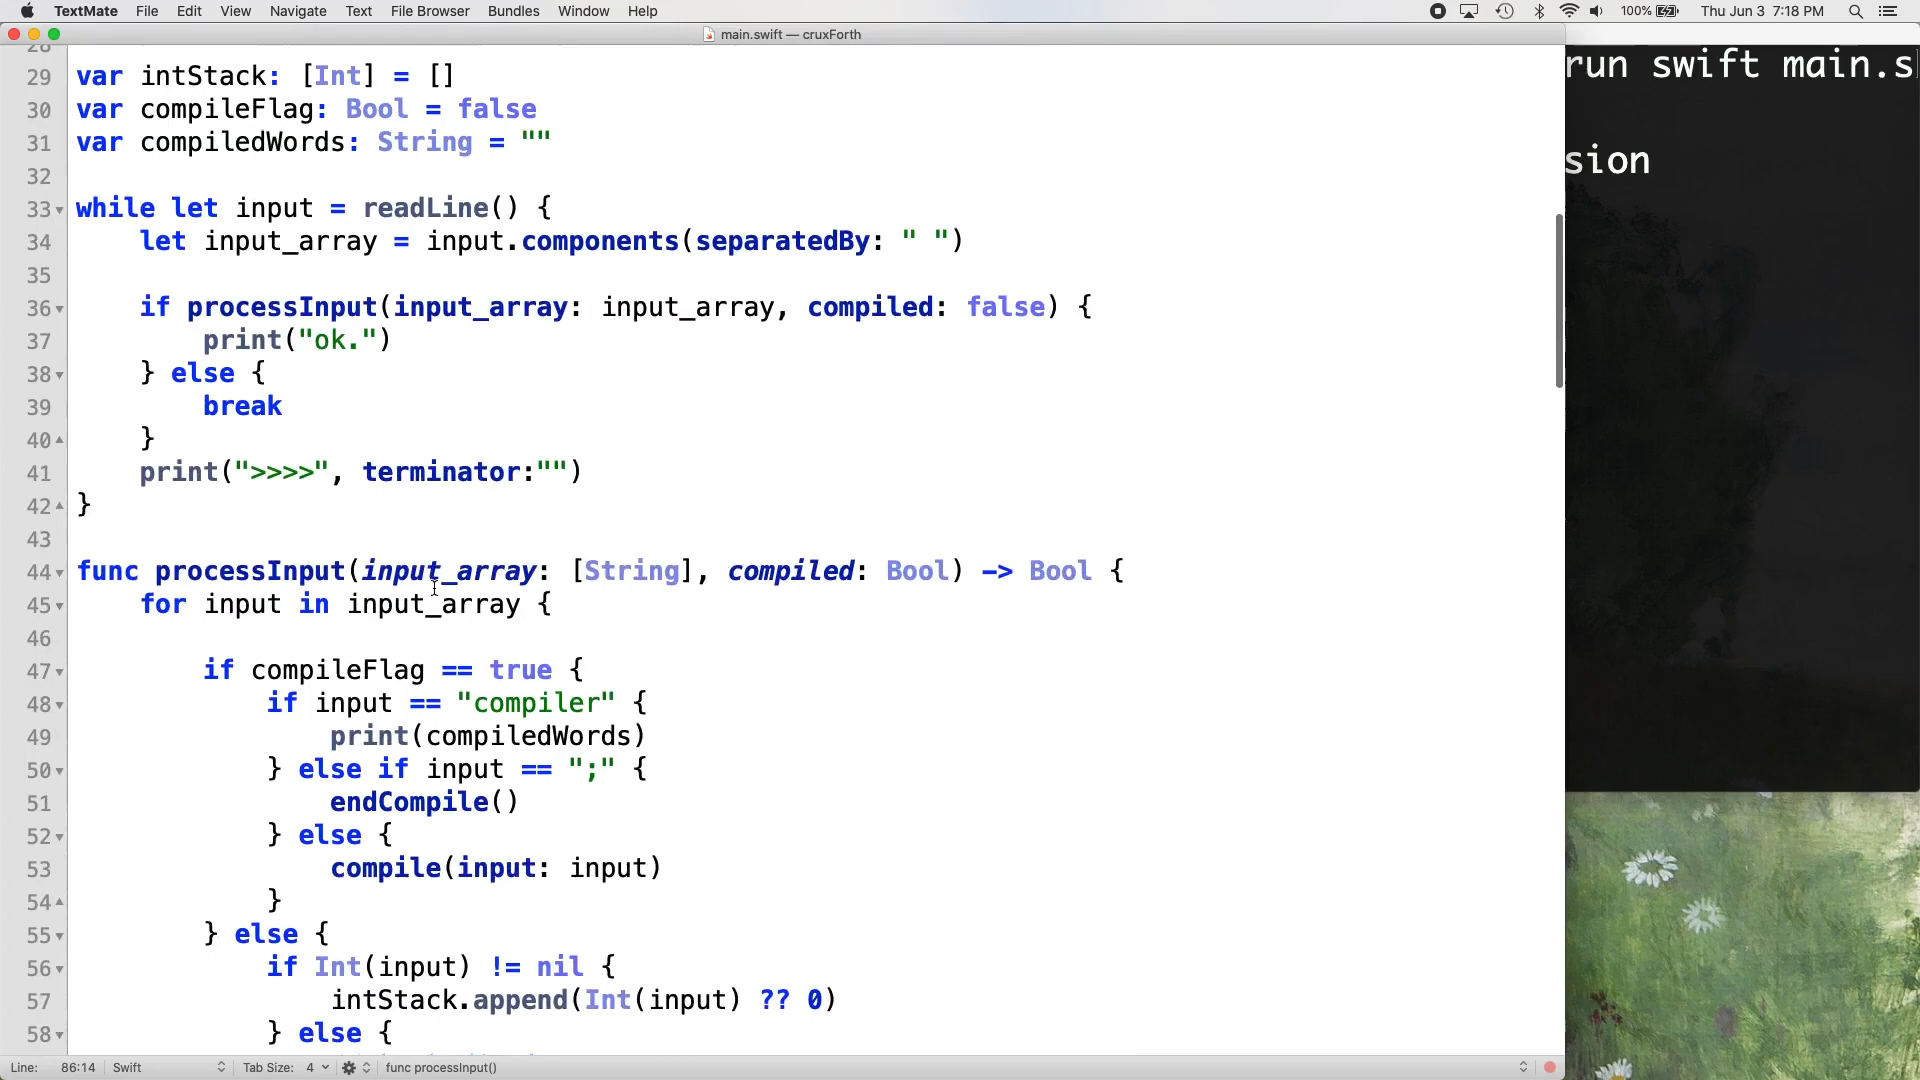 TextMate File Edit View Navigate Text File Browser Bundles Window Help 100% Thu Jun 3 7:18 PM
main.swift — cruxForth
28
29 var intStack: [Int] = []
30 var compileFlag: Bool = false
31 var compiledWords: String = ""
32
33 while let input = readLine() {
34 let input_array = input.components(separatedBy: " ")
35
36 if processInput(input_array: input_array, compiled: false) {
37 print("ok.")
38 } else {
39 break
40 }
41 print(">>>>", terminator:"")
42 }
43
44 func processInput(input_array: [String], compiled: Bool) -> Bool {
45 for input in input_array {
46
47 if compileFlag == true {
48 if input == "compiler" {
49 print(compiledWords)
50 } else if input == ";" {
51 endCompile()
52 } else {
53 compile(input: input)
54 }
55 } else {
56 if Int(input) != nil {
57 intStack.append(Int(input) ?? 0)
58 } else {
run swift main.s
sion
Line: 86:14 Swift Tab Size: 4 func processInput()